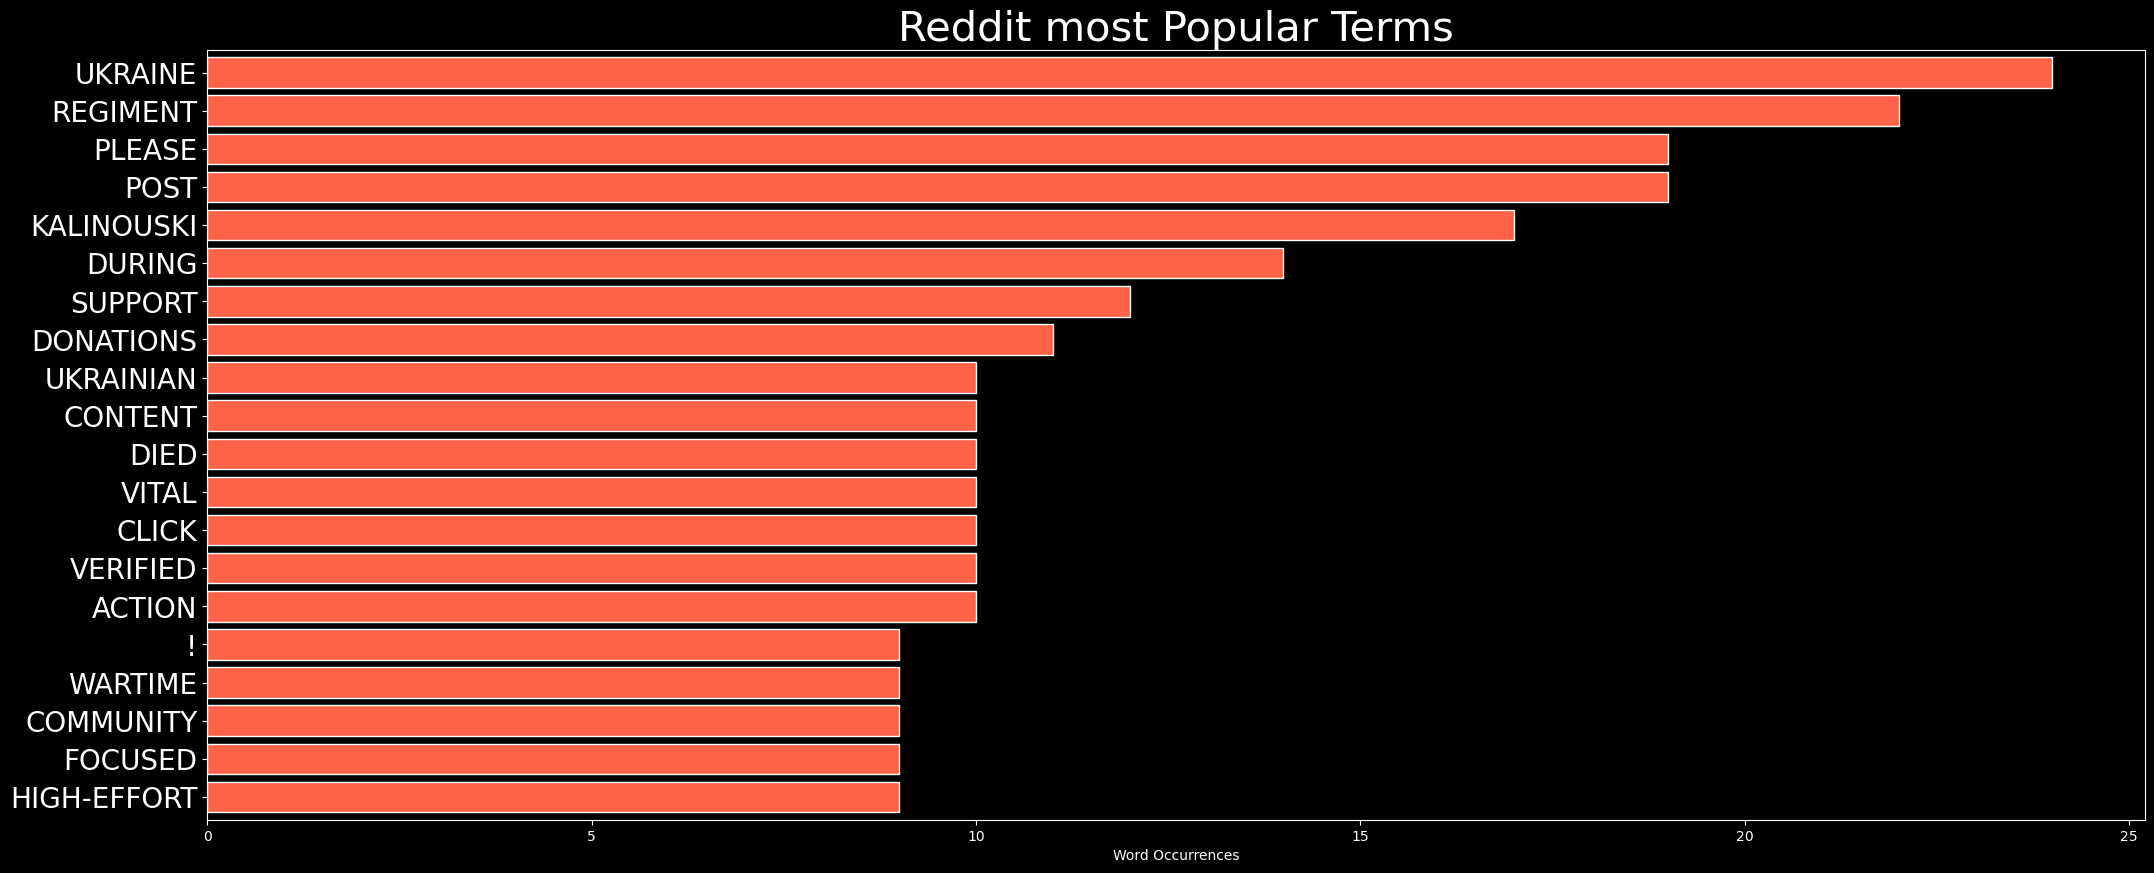 Reddit most Popular Terms
UKRAINE
REGIMENT
PLEASE
POST
KALINOUSKI
DURING
SUPPORT
DONATIONS
UKRAINIAN
CONTENT
DIED
VITAL
CLICK
VERIFIED
ACTION
!
WARTIME
COMMUNITY
FOCUSED
HIGH-EFFORT
0 5 10 15 20 25
Word Occurrences